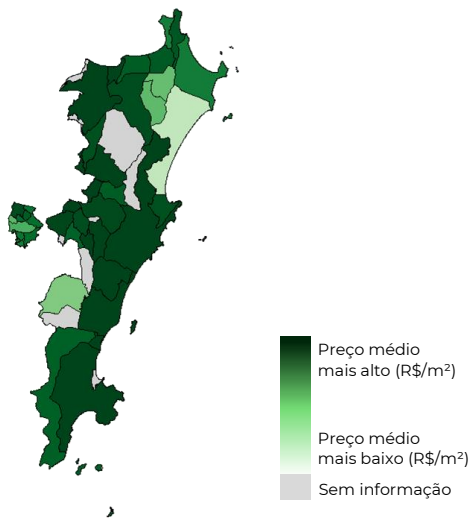 Preço médio
mais alto (R$/m²)
Preço médio
mais baixo (R$/m²)
Sem informação